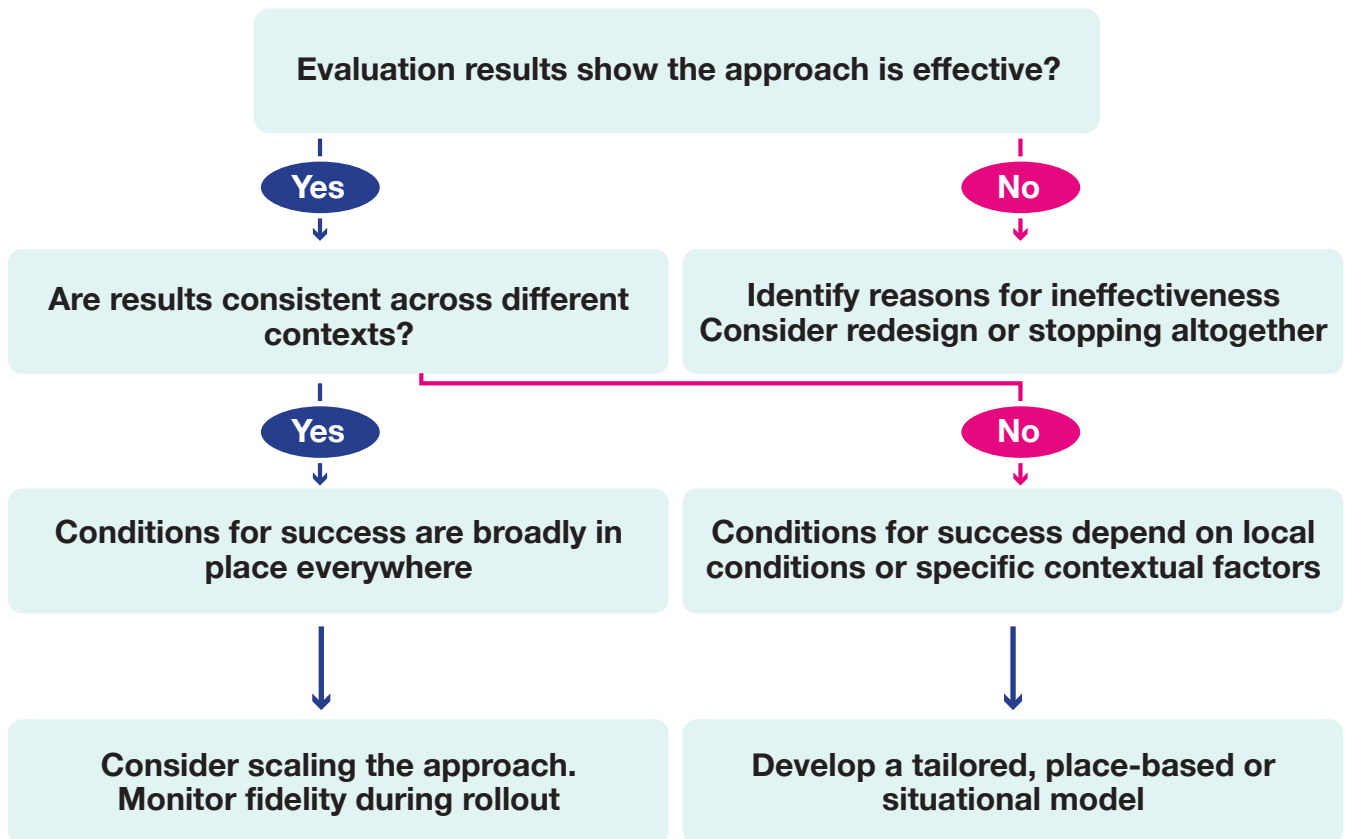 Evaluation results show the approach is effective?
Yes
No
Are results consistent across different
contexts?
Identify reasons for ineffectiveness
Consider redesign or stopping altogether
Yes
No
Conditions for success are broadly in
place everywhere
Conditions for success depend on local
conditions or specific contextual factors
Consider scaling the approach.
Monitor fidelity during rollout
Develop a tailored, place-based or
situational model